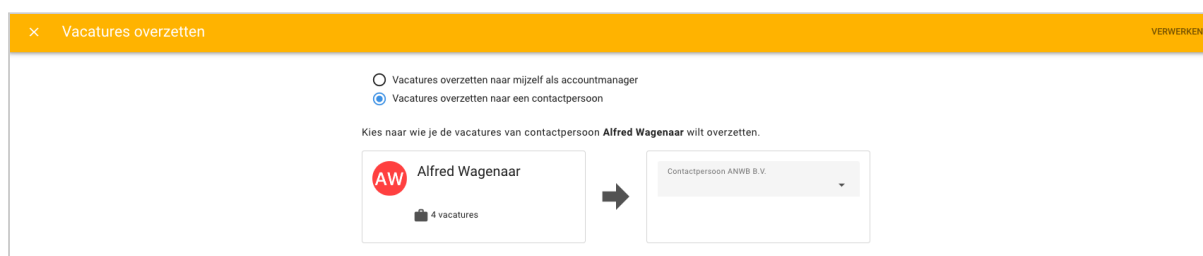 × Vacatures overzetten VERWERKEN
Vacatures overzetten naar mijzelf als accountmanager
Vacatures overzetten naar een contactpersoon
Kies naar wie je de vacatures van contactpersoon Alfred Wagenaar wilt overzetten.
AW Alfred Wagenaar
4 vacatures
Contactpersoon ANWB B.V.